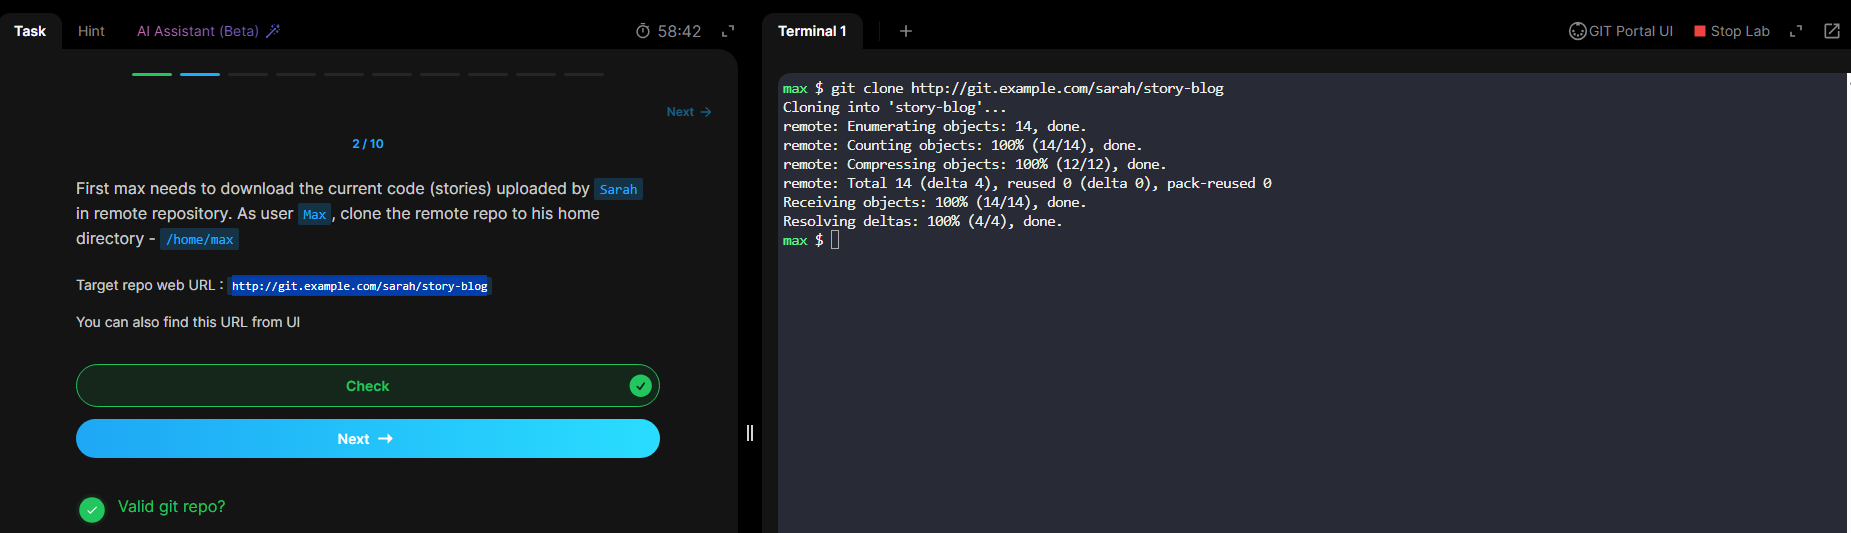 Task Hint AI Assistant (Beta) 58:42
Next →
2 / 10
First max needs to download the current code (stories) uploaded by Sarah
in remote repository. As user Max, clone the remote repo to his home
directory - /home/max
Target repo web URL : http://git.example.com/sarah/story-blog
You can also find this URL from UI
Check
Next →
Valid git repo?
Terminal 1 + GIT Portal UI Stop Lab
max $ git clone http://git.example.com/sarah/story-blog
Cloning into 'story-blog'...
remote: Enumerating objects: 14, done.
remote: Counting objects: 100% (14/14), done.
remote: Compressing objects: 100% (12/12), done.
remote: Total 14 (delta 4), reused 0 (delta 0), pack-reused 0
Receiving objects: 100% (14/14), done.
Resolving deltas: 100% (4/4), done.
max $